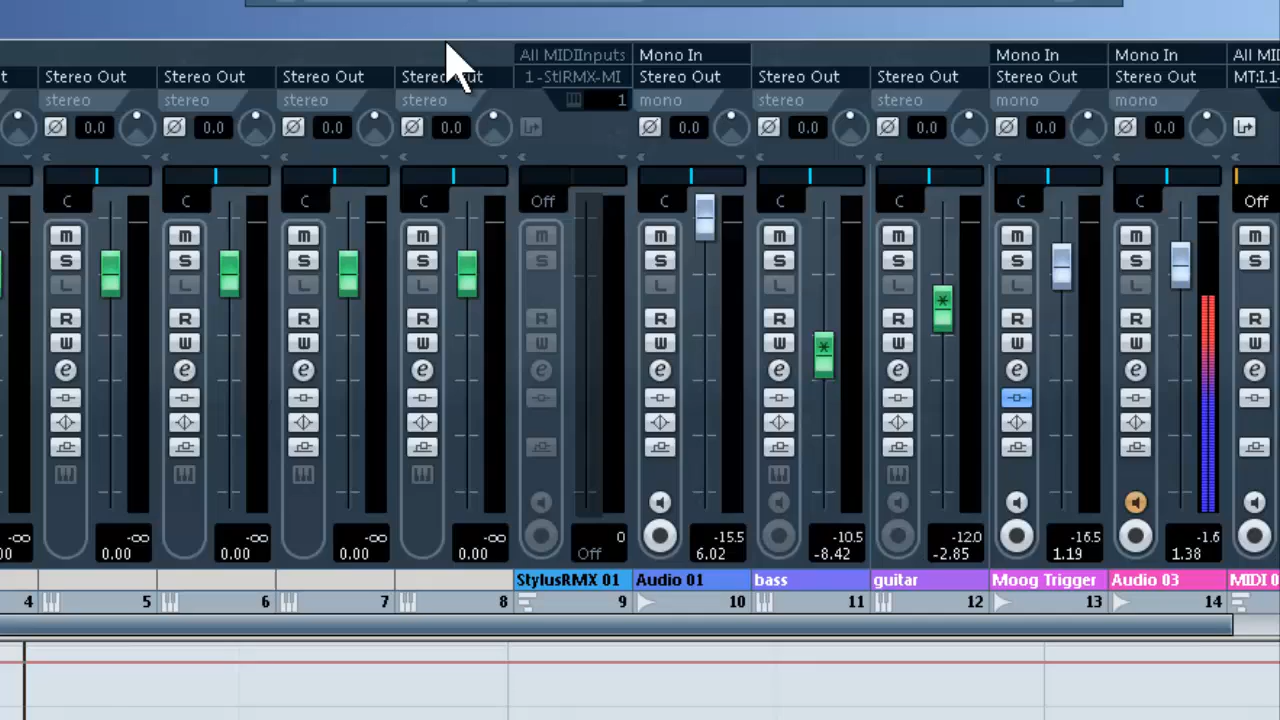 All MIDIInputs Mono In Mono In Mono In All MI
t Stereo Out Stereo Out Stereo Out 1-StlRMX-MI Stereo Out Stereo Out Stereo Out Stereo Out Stereo Out MT:I.1-
stereo stereo stereo stereo 1 mono stereo stereo mono mono
0.0 0.0 0.0 0.0 0.0 0.0 0.0 0.0 0.0
C C C C Off C C C C C Off
m m m m m m m m m m m
S S S S S S S S S S S
L L L L L L L L L
R R R R R R R R R R R
W W W W W W W W W W W
e e e e e e e e e e e
-∞ -∞ -∞ -∞ -∞ 0 -15.5 -10.5 -12.0 -16.5 -1.6
00 0.00 0.00 0.00 0.00 Off 6.02 -8.42 -2.85 1.19 1.38
StylusRMX 01 Audio 01 bass guitar Moog Trigger Audio 03 MIDI 0
4 5 6 7 8 9 10 11 12 13 14